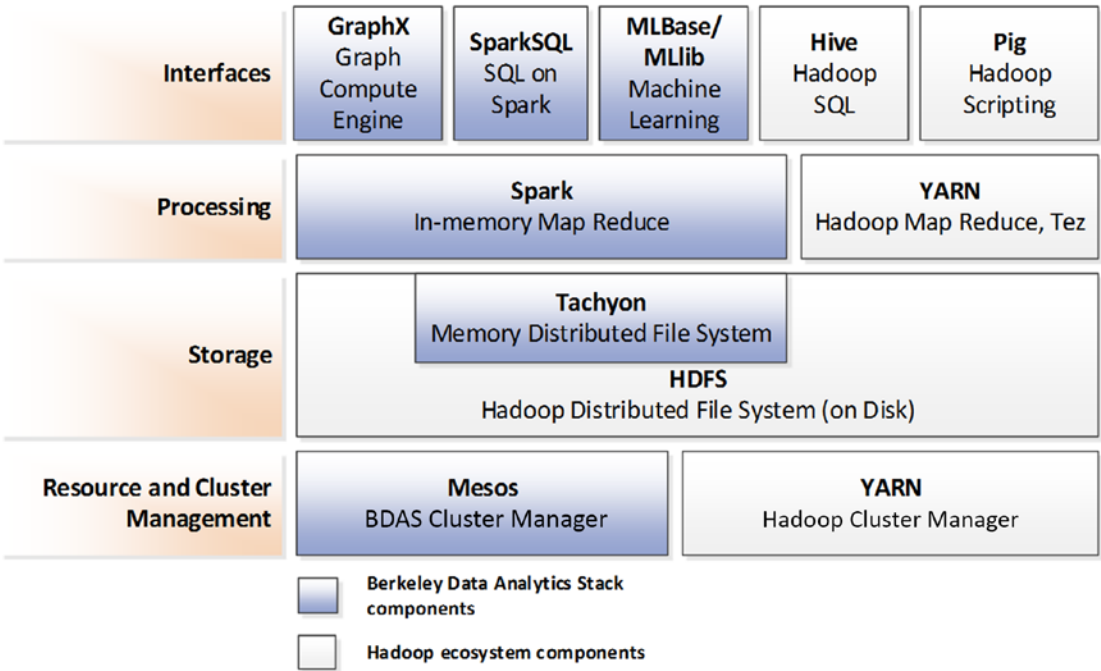 Interfaces
GraphX
Graph
Compute
Engine
SparkSQL
SQL on
Spark
MLBase/
MLlib
Machine
Learning
Hive
Hadoop
SQL
Pig
Hadoop
Scripting
Processing
Spark
In-memory Map Reduce
YARN
Hadoop Map Reduce, Tez
Storage
Tachyon
Memory Distributed File System
HDFS
Hadoop Distributed File System (on Disk)
Resource and Cluster
Management
Mesos
BDAS Cluster Manager
YARN
Hadoop Cluster Manager
Berkeley Data Analytics Stack
components
Hadoop ecosystem components